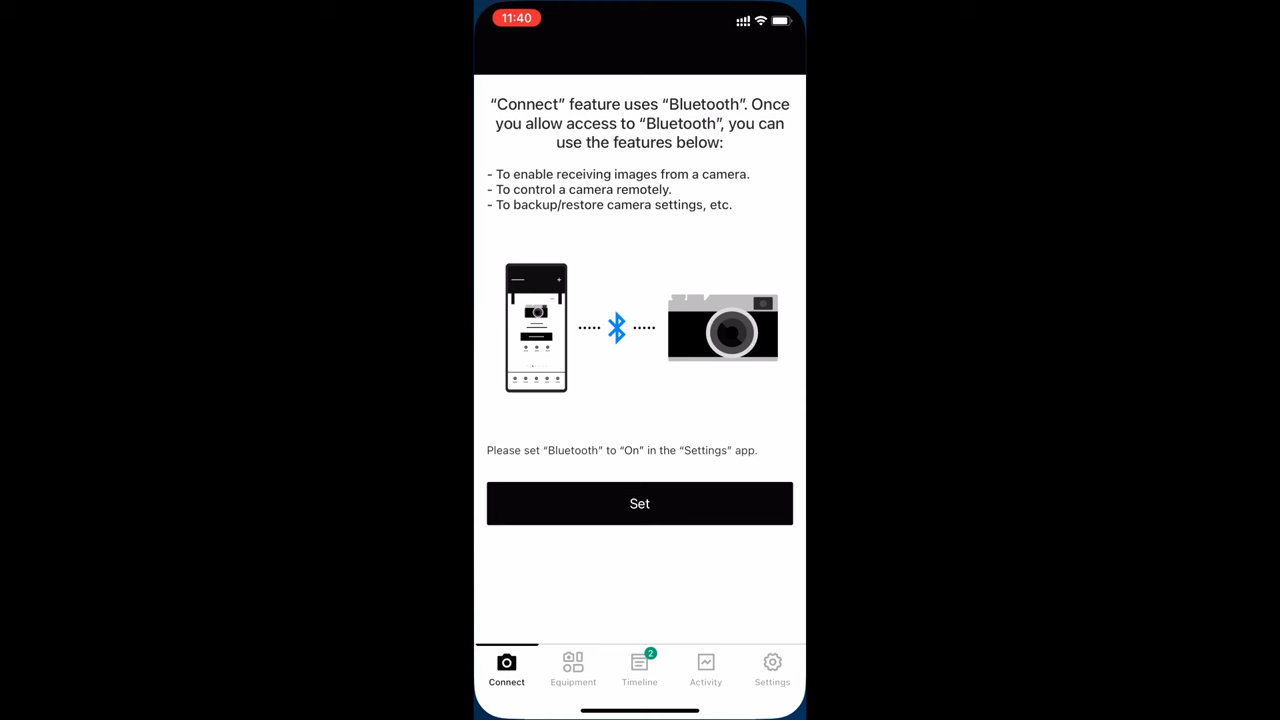 11:40
“Connect” feature uses “Bluetooth”. Once
you allow access to “Bluetooth”, you can
use the features below:
- To enable receiving images from a camera.
- To control a camera remotely.
- To backup/restore camera settings, etc.
Please set “Bluetooth” to “On” in the “Settings” app.
Set
2
Connect Equipment Timeline Activity Settings